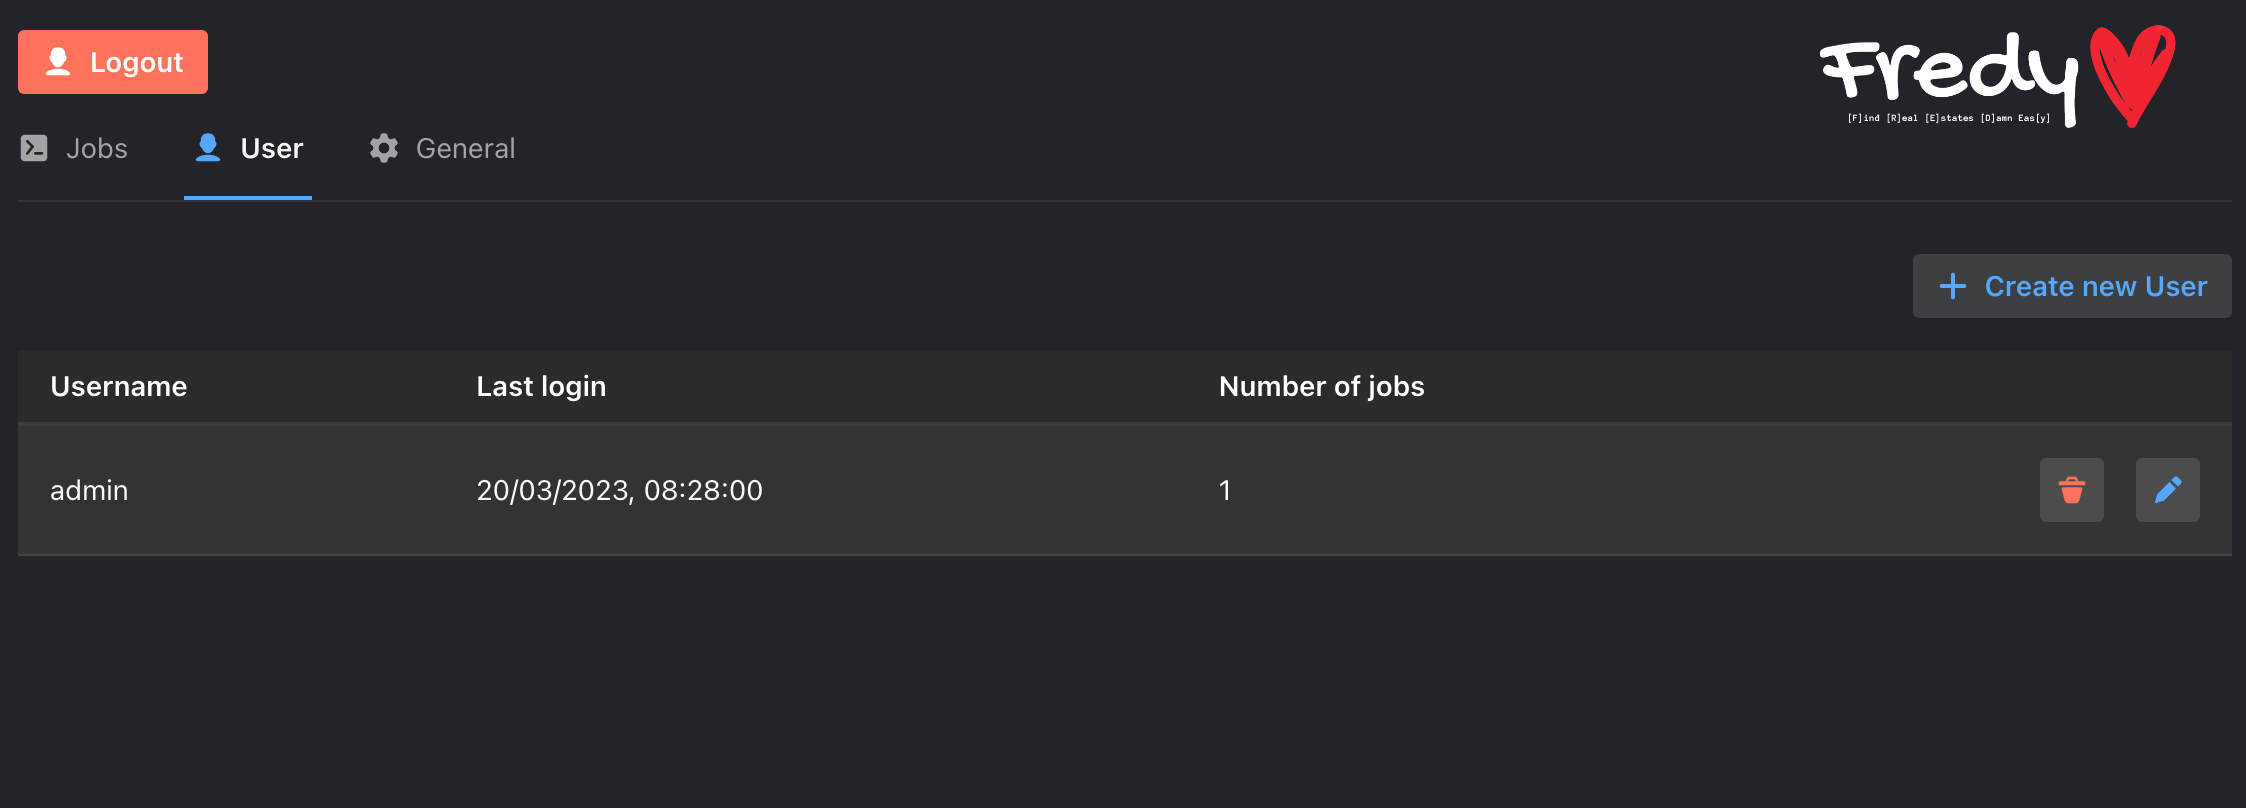 Logout
Fredy
[F]ind [R]eal [E]states [D]amn Eas[y]
Jobs
User
General
Create new User
Username Last login Number of jobs
admin 20/03/2023, 08:28:00 1